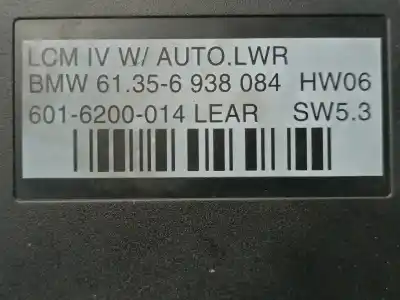 LCM IV W/ AUTO.LWR
BMW 61.35-6 938 084 HW06
601-6200-014 LEAR SW5.3